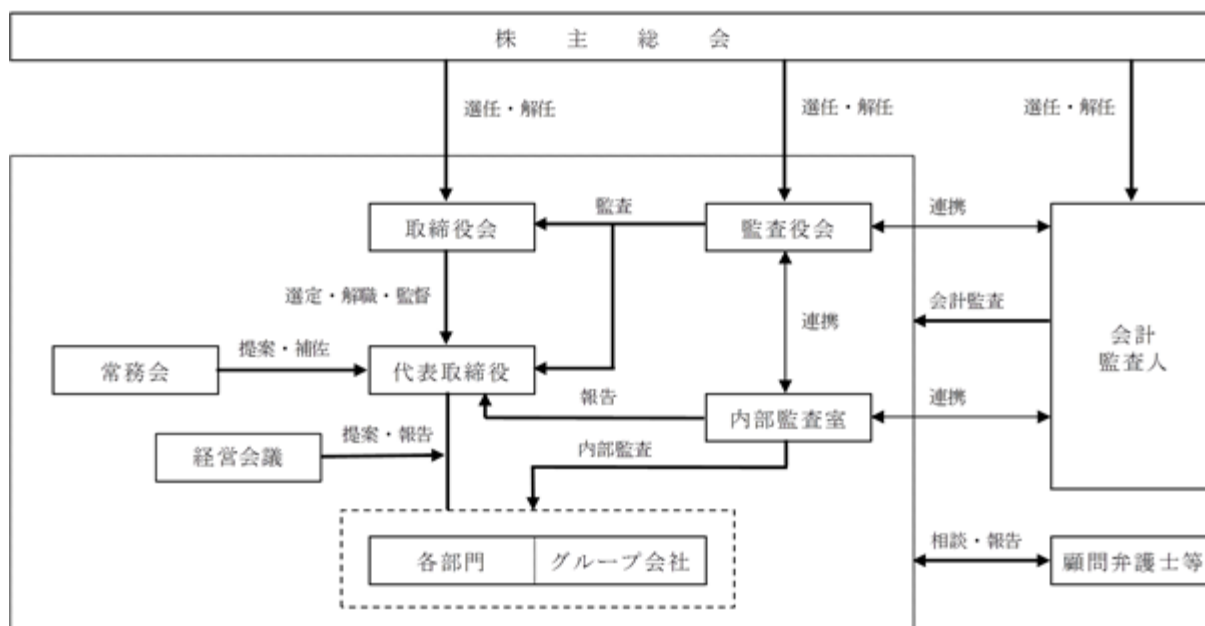 株主総会
選任・解任
選任・解任
選任・解任
取締役会
監査
監査役会
連携
選定・解職・監督
連携
会計監査
会計
監査人
常務会
提案・補佐
代表取締役
報告
内部監査室
連携
経営会議
提案・報告
内部監査
各部門
グループ会社
相談・報告
顧問弁護士等